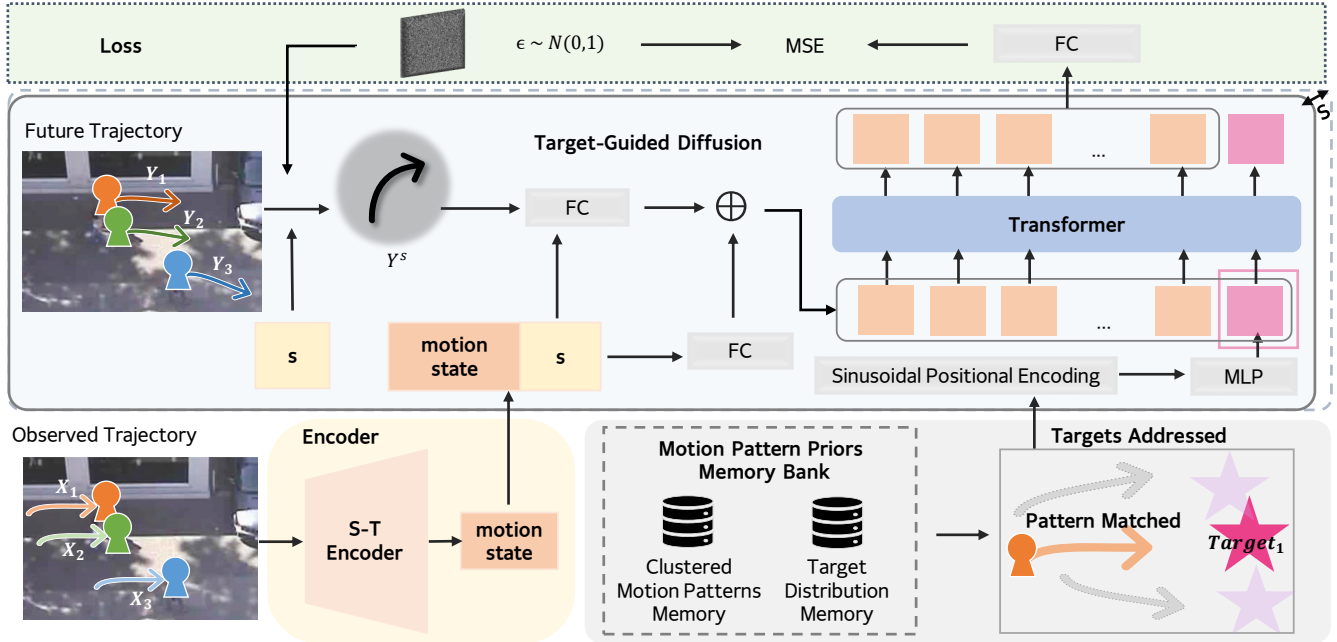 Loss
ϵ ~ N(0,1)
MSE
FC
S
Future Trajectory
Target-Guided Diffusion
Y₁
Y₂
Y₃
Yˢ
FC
Transformer
...
...
s
motion
state
s
FC
Sinusoidal Positional Encoding
MLP
Observed Trajectory
X₁
X₂
X₃
Encoder
S-T
Encoder
motion
state
Motion Pattern Priors
Memory Bank
Clustered
Motion Patterns
Memory
Target
Distribution
Memory
Targets Addressed
Pattern Matched
Target₁